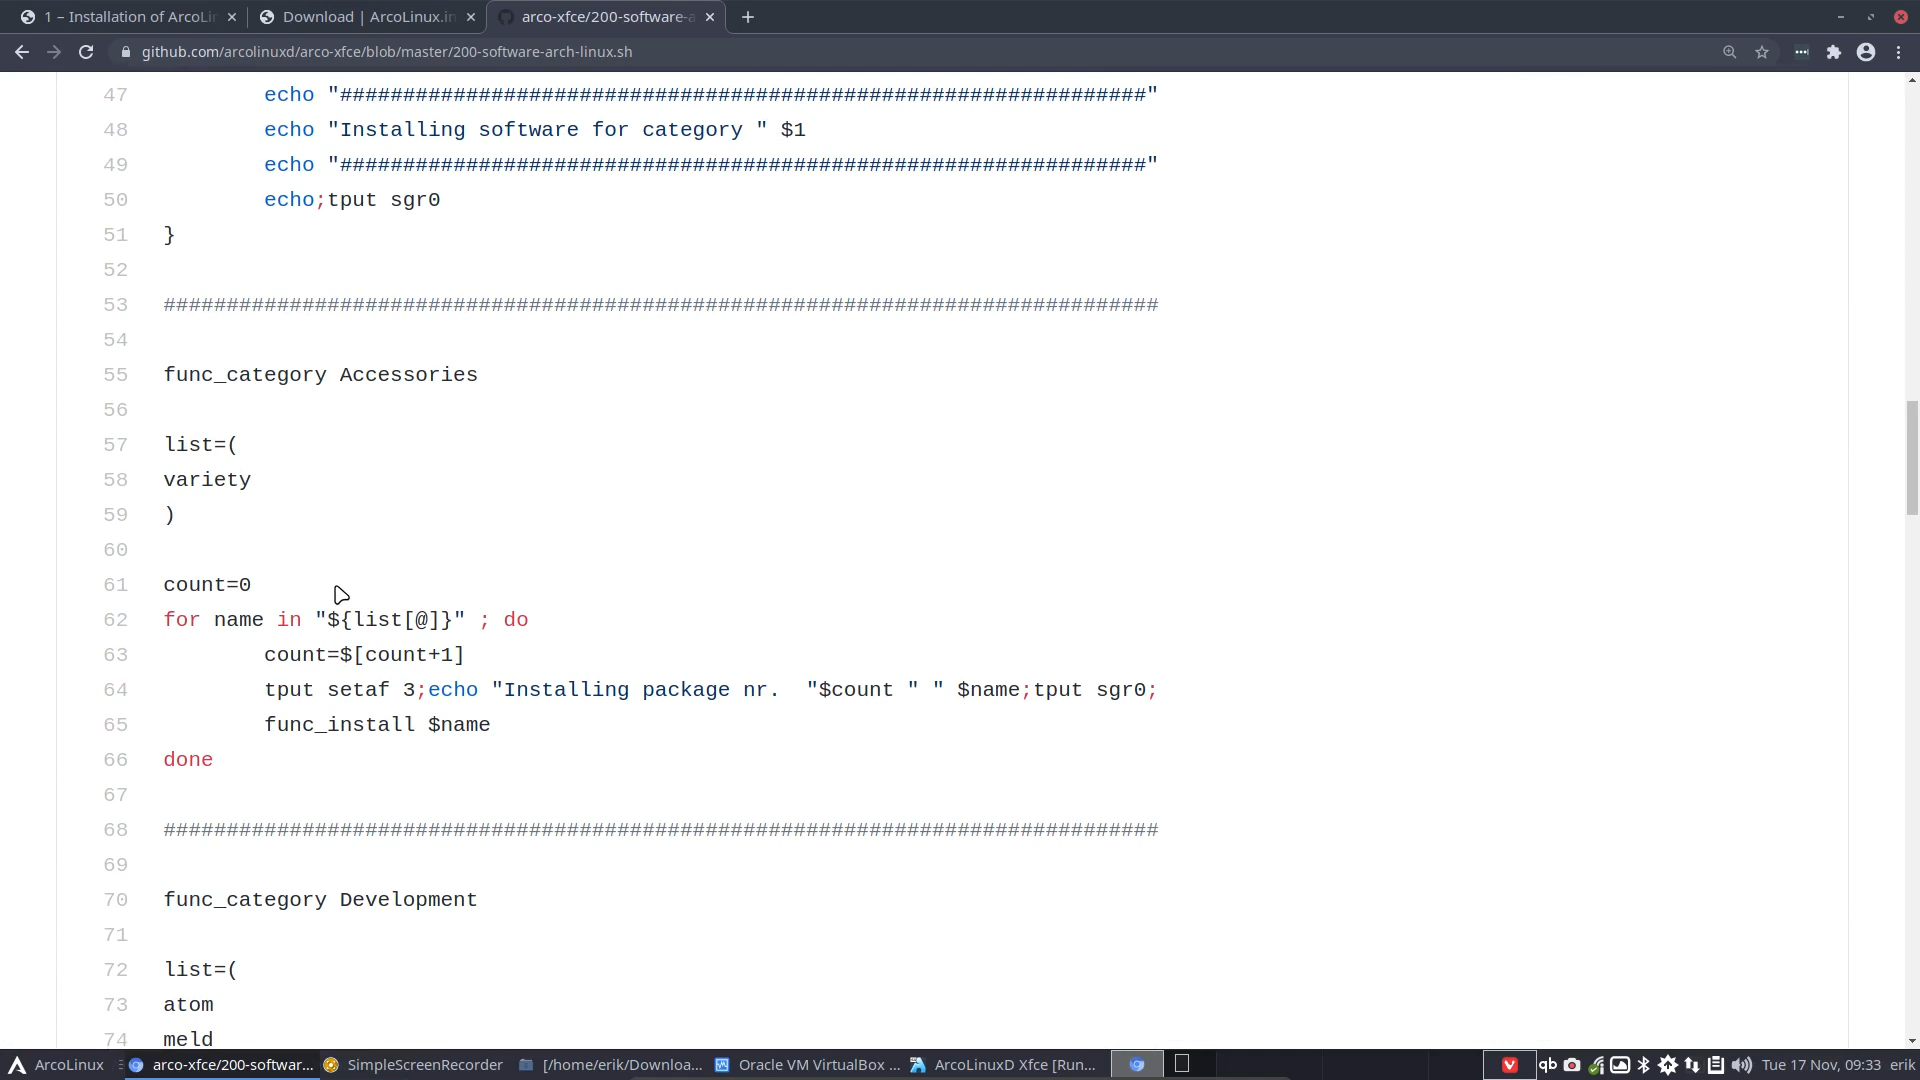 1 – Installation of ArcoLin
Download | ArcoLinux.in
arco-xfce/200-software-a
github.com/arcolinuxd/arco-xfce/blob/master/200-software-arch-linux.sh
47 echo "################################################################"
48 echo "Installing software for category " $1
49 echo "################################################################"
50 echo;tput sgr0
51 }
52
53 ###############################################################################
54
55 func_category Accessories
56
57 list=(
58 variety
59 )
60
61 count=0
62 for name in "${list[@]}" ; do
63 count=$[count+1]
64 tput setaf 3;echo "Installing package nr.  "$count " " $name;tput sgr0;
65 func_install $name
66 done
67
68 ###############################################################################
69
70 func_category Development
71
72 list=(
73 atom
74 meld
ArcoLinux
arco-xfce/200-softwar...
SimpleScreenRecorder
[/home/erik/Downloa...
Oracle VM VirtualBox ...
ArcoLinuxD Xfce [Run...
qb
Tue 17 Nov, 09:33
erik